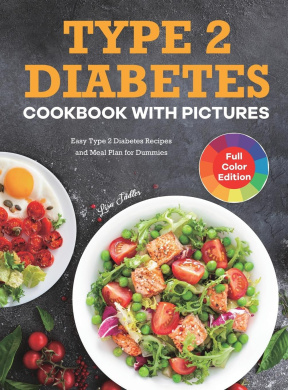 TYPE 2
DIABETES
COOKBOOK WITH PICTURES
Easy Type 2 Diabetes Recipes
and Meal Plan for Dummies
Full
Color
Edition
Lisa